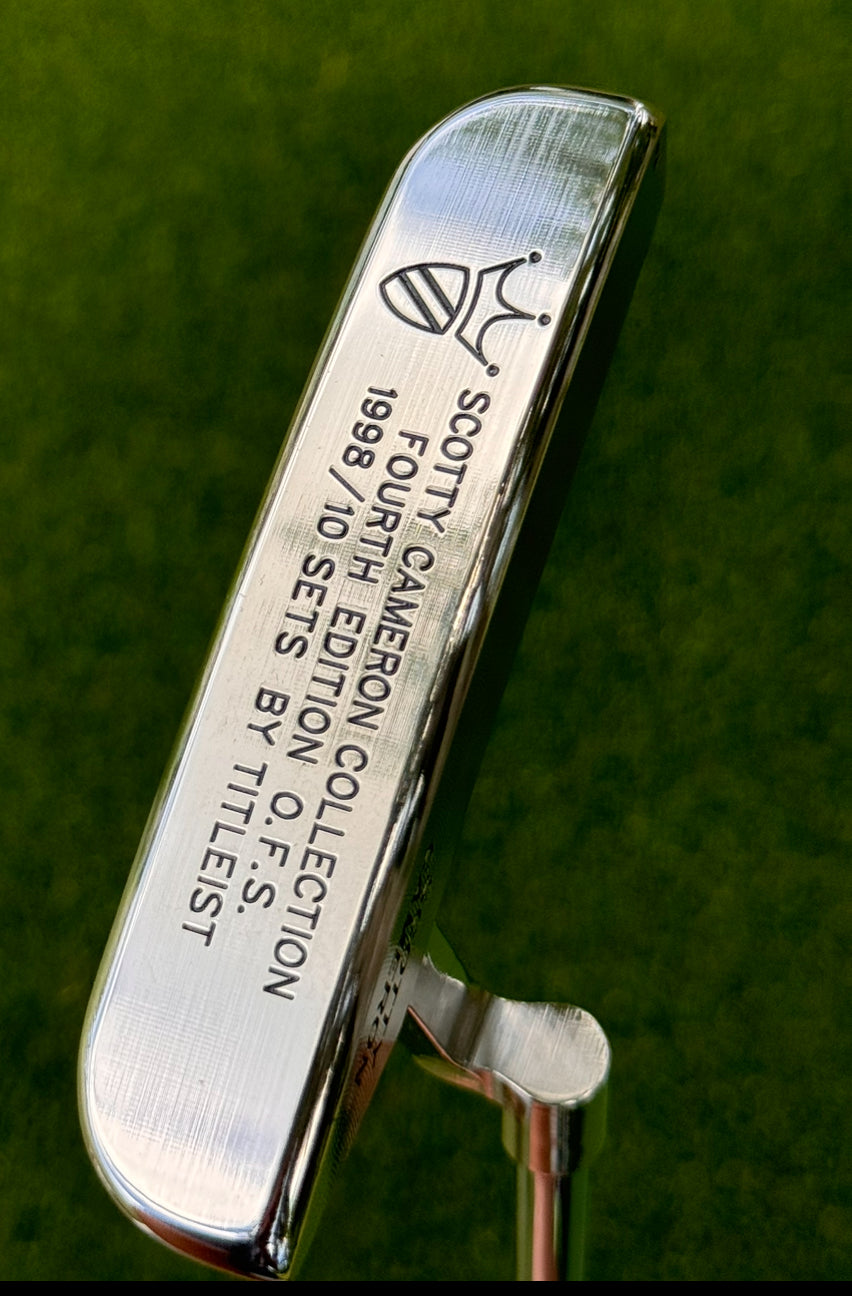 SCOTTY CAMERON COLLECTION
FOURTH EDITION O.F.S.
1998/10 SETS BY TITLEIST